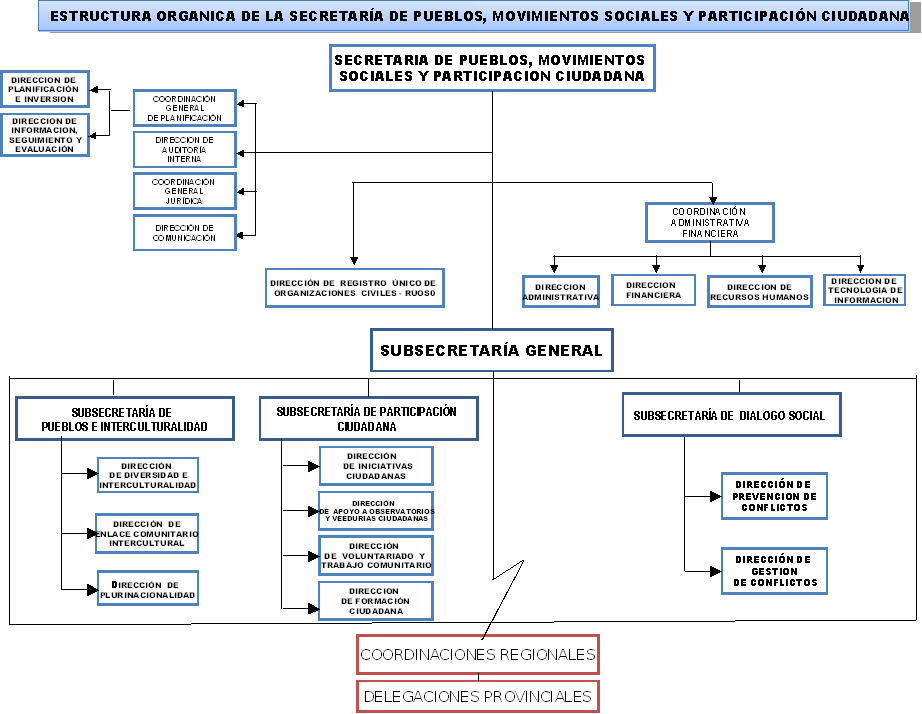 ESTRUCTURA ORGANICA DE LA SECRETARÍA DE PUEBLOS, MOVIMIENTOS SOCIALES Y PARTICIPACIÓN CIUDADANA
SECRETARIA DE PUEBLOS, MOVIMIENTOS
SOCIALES Y PARTICIPACION CIUDADANA
DIRECCION DE
PLANIFICACIÓN
E INVERSION
DIRECCION DE
INFORMACION,
SEGUIMIENTO Y
EVALUACIÓN
COORDINACIÓN
GENERAL
DE PLANIFICACIÓN
DIRECCION DE
AUDITORÍA
INTERNA
COORDINACIÓN
GENERAL
JURÍDICA
DIRECCIÓN DE
COMUNICACIÓN
COORDINACIÓN
ADMINISTRATIVA
FINANCIERA
DIRECCIÓN DE REGISTRO ÚNICO DE
ORGANIZACIONES CIVILES - RUOSO
DIRECCION
ADMINISTRATIVA
DIRECCION
FINANCIERA
DIRECCION DE
RECURSOS HUMANOS
DIRECCION DE
TECNOLOGIA DE
INFORMACION
SUBSECRETARÍA GENERAL
SUBSECRETARÍA DE
PUEBLOS E INTERCULTURALIDAD
DIRECCIÓN
DE DIVERSIDAD E
INTERCULTURALIDAD
DIRECCIÓN DE
ENLACE COMUNITARIO
INTERCULTURAL
DIRECCIÓN DE
PLURINACIONALIDAD
SUBSECRETARÍA DE PARTICIPACIÓN
CIUDADANA
DIRECCIÓN
DE INICIATIVAS
CIUDADANAS
DIRECCIÓN
DE APOYO A OBSERVATORIOS
Y VEEDURIAS CIUDADANAS
DIRECCIÓN
DE VOLUNTARIADO Y
TRABAJO COMUNITARIO
DIRECCION
DE FORMACIÓN
CIUDADANA
SUBSECRETARÍA DE DIALOGO SOCIAL
DIRECCIÓN DE
PREVENCION DE
CONFLICTOS
DIRECCIÓN DE
GESTION
DE CONFLICTOS
COORDINACIONES REGIONALES
DELEGACIONES PROVINCIALES